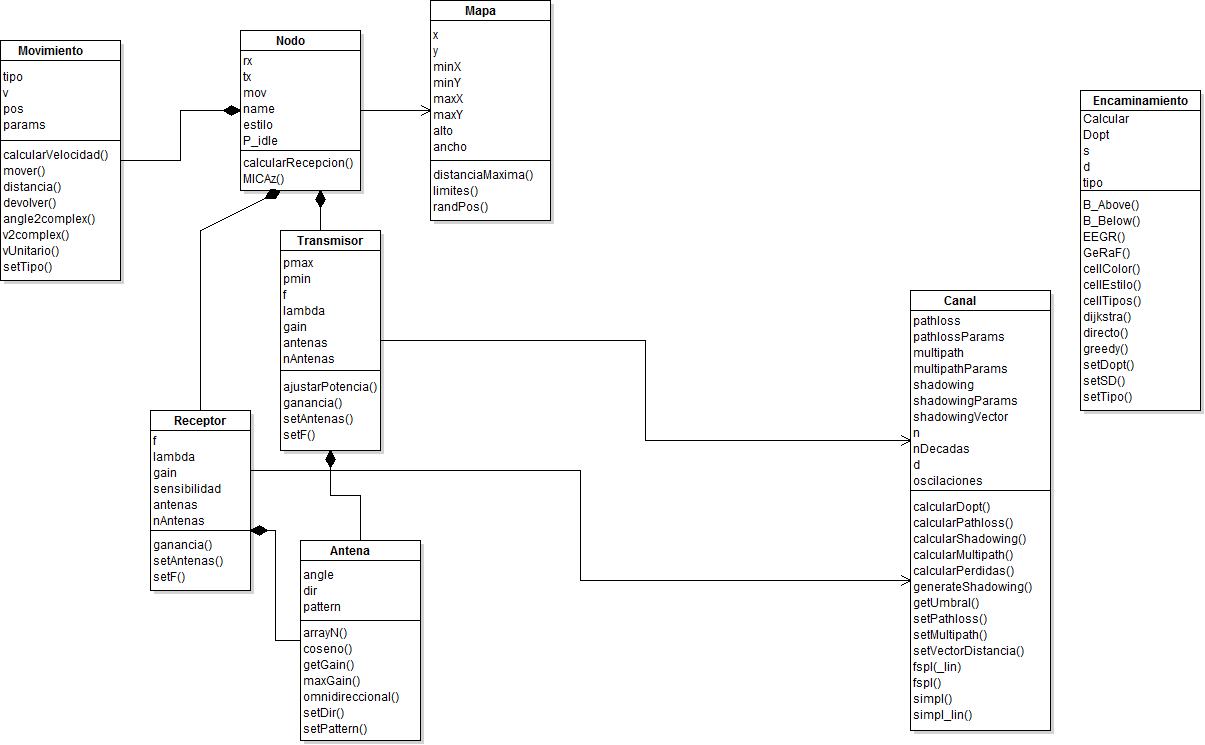 Movimiento
tipo
v
pos
params
calcularVelocidad()
mover()
distancia()
devolver()
angle2complex()
v2complex()
vUnitario()
setTipo()
Nodo
rx
tx
mov
name
estilo
P_idle
calcularRecepcion()
MICAz()
Mapa
x
y
minX
minY
maxX
maxY
alto
ancho
distanciaMaxima()
limites()
randPos()
Encaminamiento
Calcular
Dopt
s
d
tipo
B_Above()
B_Below()
EEGR()
GeRaF()
cellColor()
cellEstilo()
cellTipos()
dijkstra()
directo()
greedy()
setDopt()
setSD()
setTipo()
Transmisor
pmax
pmin
f
lambda
gain
antenas
nAntenas
ajustarPotencia()
ganancia()
setAntenas()
setF()
Canal
pathloss
pathlossParams
multipath
multipathParams
shadowing
shadowingParams
shadowingVector
n
nDecadas
d
oscilaciones
calcularDopt()
calcularPathloss()
calcularShadowing()
calcularMultipath()
calcularPerdidas()
generateShadowing()
getUmbral()
setPathloss()
setMultipath()
setVectorDistancia()
fspl(_lin)
fspl()
simpl()
simpl_lin()
Receptor
f
lambda
gain
sensibilidad
antenas
nAntenas
ganancia()
setAntenas()
setF()
Antena
angle
dir
pattern
arrayN()
coseno()
getGain()
maxGain()
omnidireccional()
setDir()
setPattern()